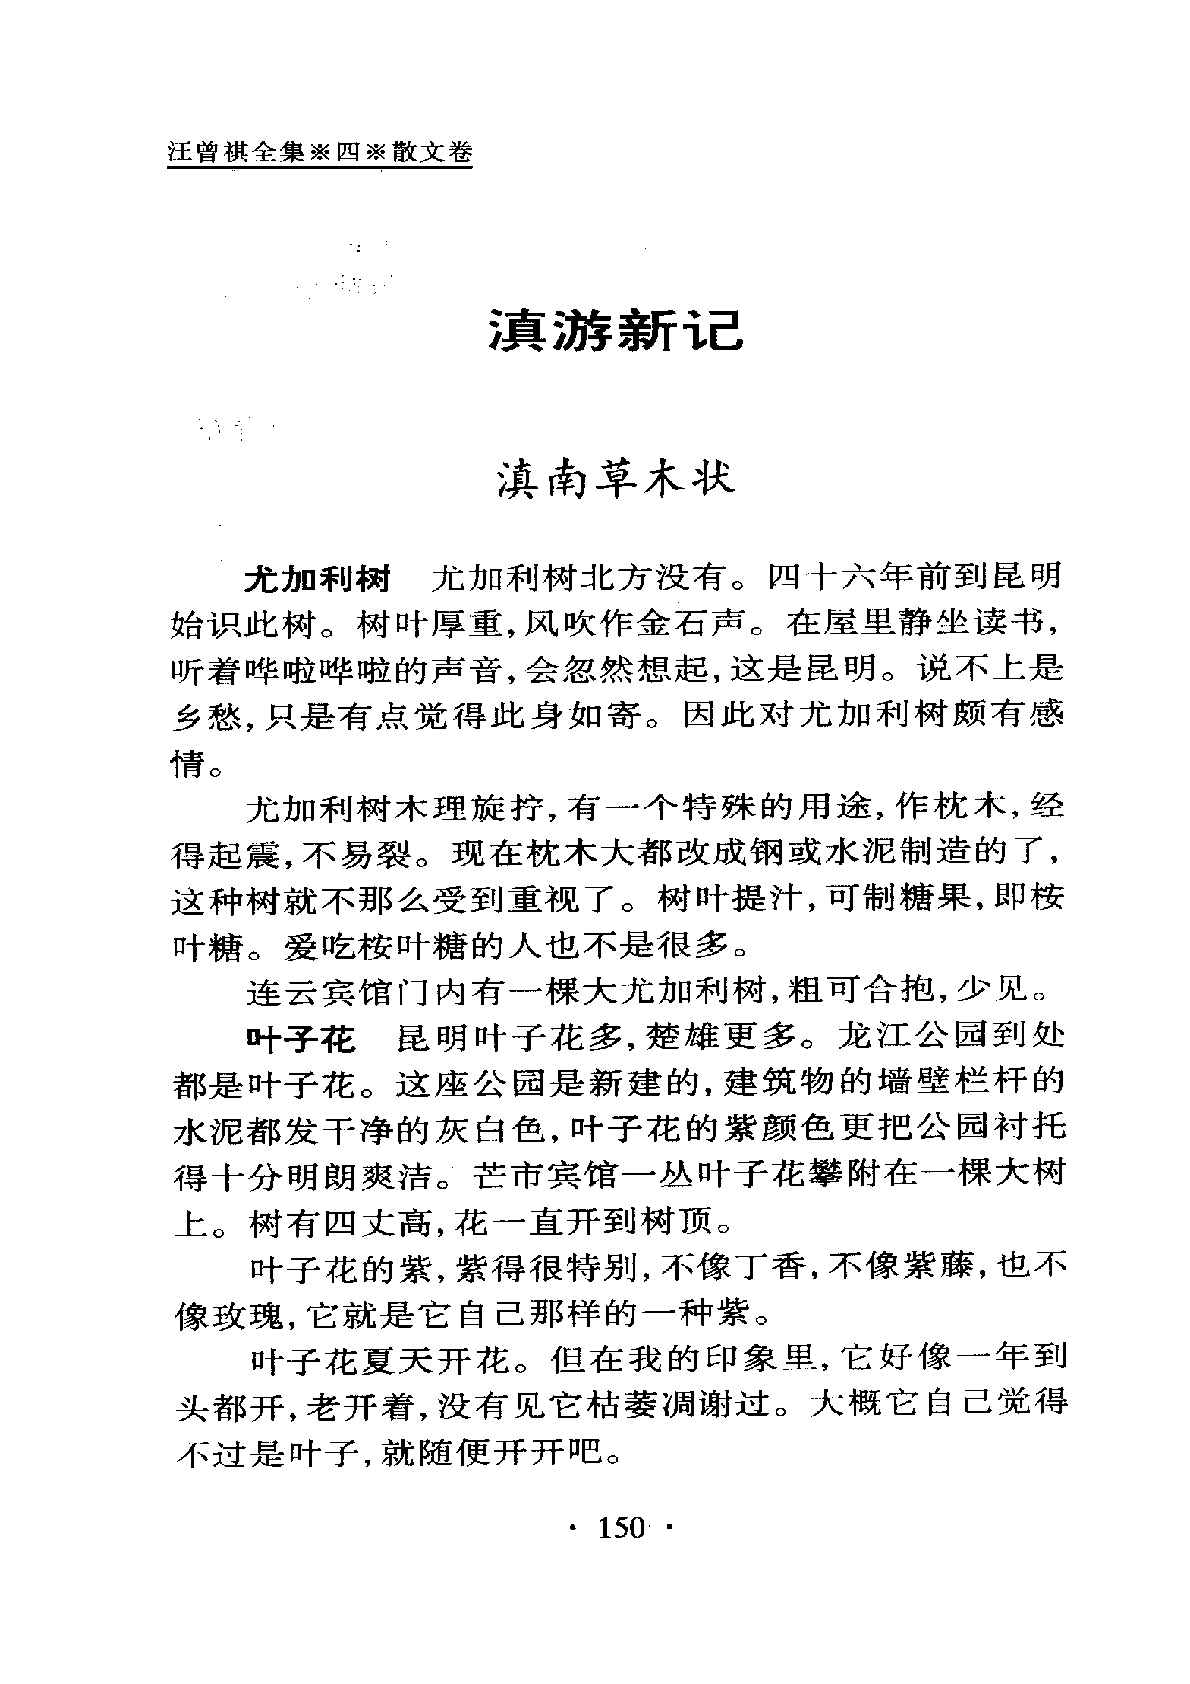 汪曾祺全集※四※散文卷
滇游新记
滇南草木状
尤加利树　尤加利树北方没有。四十六年前到昆明
始识此树。树叶厚重,风吹作金石声。在屋里静坐读书,
听着哗啦哗啦的声音,会忽然想起,这是昆明。说不上是
乡愁,只是有点觉得此身如寄。因此对尤加利树颇有感
情。
尤加利树木理旋拧,有一个特殊的用途,作枕木,经
得起震,不易裂。现在枕木大都改成钢或水泥制造的了,
这种树就不那么受到重视了。树叶提汁,可制糖果,即桉
叶糖。爱吃桉叶糖的人也不是很多。
连云宾馆门内有一棵大尤加利树,粗可合抱,少见。
叶子花　昆明叶子花多,楚雄更多。龙江公园到处
都是叶子花。这座公园是新建的,建筑物的墙壁栏杆的
水泥都发干净的灰白色,叶子花的紫颜色更把公园衬托
得十分明朗爽洁。芒市宾馆一丛叶子花攀附在一棵大树
上。树有四丈高,花一直开到树顶。
叶子花的紫,紫得很特别,不像丁香,不像紫藤,也不
像玫瑰,它就是它自己那样的一种紫。
叶子花夏天开花。但在我的印象里,它好像一年到
头都开,老开着,没有见它枯萎凋谢过。大概它自己觉得
不过是叶子,就随便开开吧。
· 150 ·